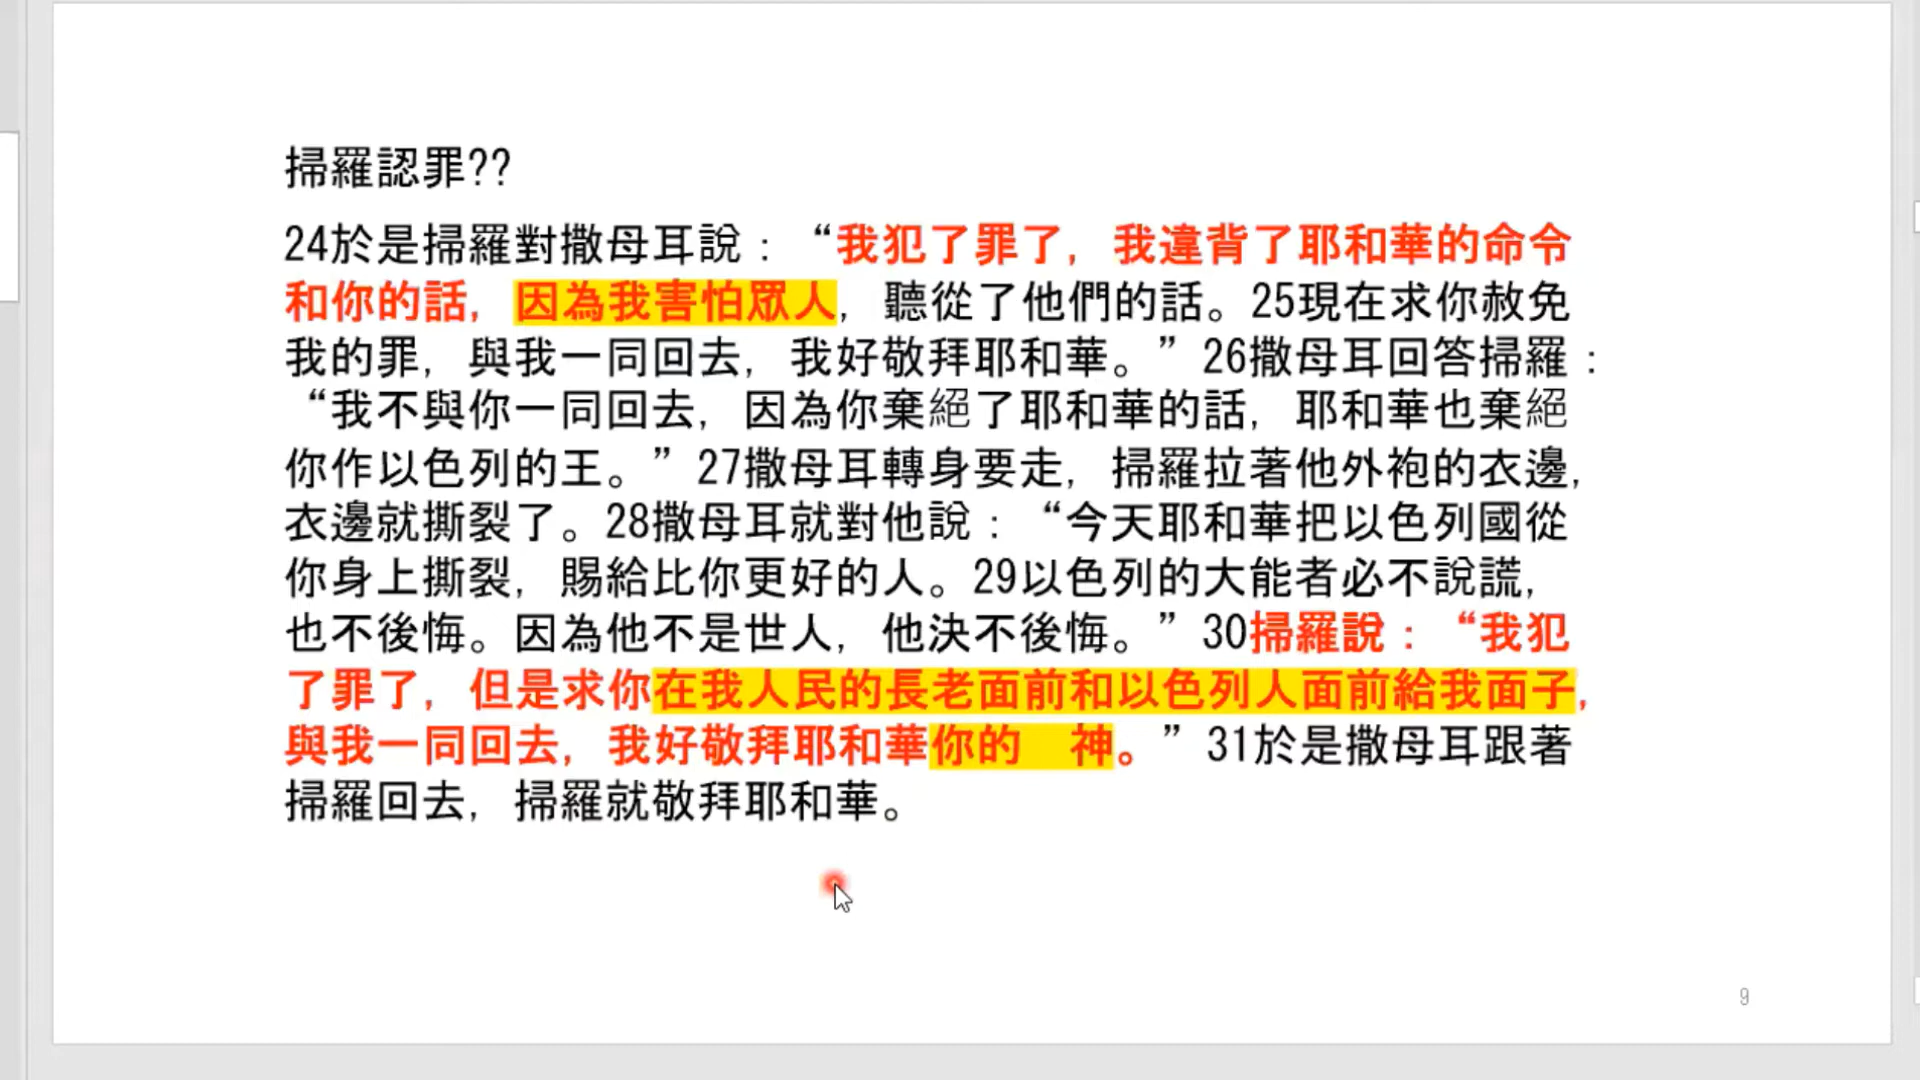 掃羅認罪??
24於是掃羅對撒母耳說：“我犯了罪了，我違背了耶和華的命令
和你的話，因為我害怕眾人，聽從了他們的話。25現在求你赦免
我的罪，與我一同回去，我好敬拜耶和華。”26撒母耳回答掃羅：
“我不與你一同回去，因為你棄絕了耶和華的話，耶和華也棄絕
你作以色列的王。”27撒母耳轉身要走，掃羅拉著他外袍的衣邊，
衣邊就撕裂了。28撒母耳就對他說：“今天耶和華把以色列國從
你身上撕裂，賜給比你更好的人。29以色列的大能者必不說謊，
也不後悔。因為他不是世人，他決不後悔。”30掃羅說：“我犯
了罪了，但是求你在我人民的長老面前和以色列人面前給我面子，
與我一同回去，我好敬拜耶和華你的　神。”31於是撒母耳跟著
掃羅回去，掃羅就敬拜耶和華。
9